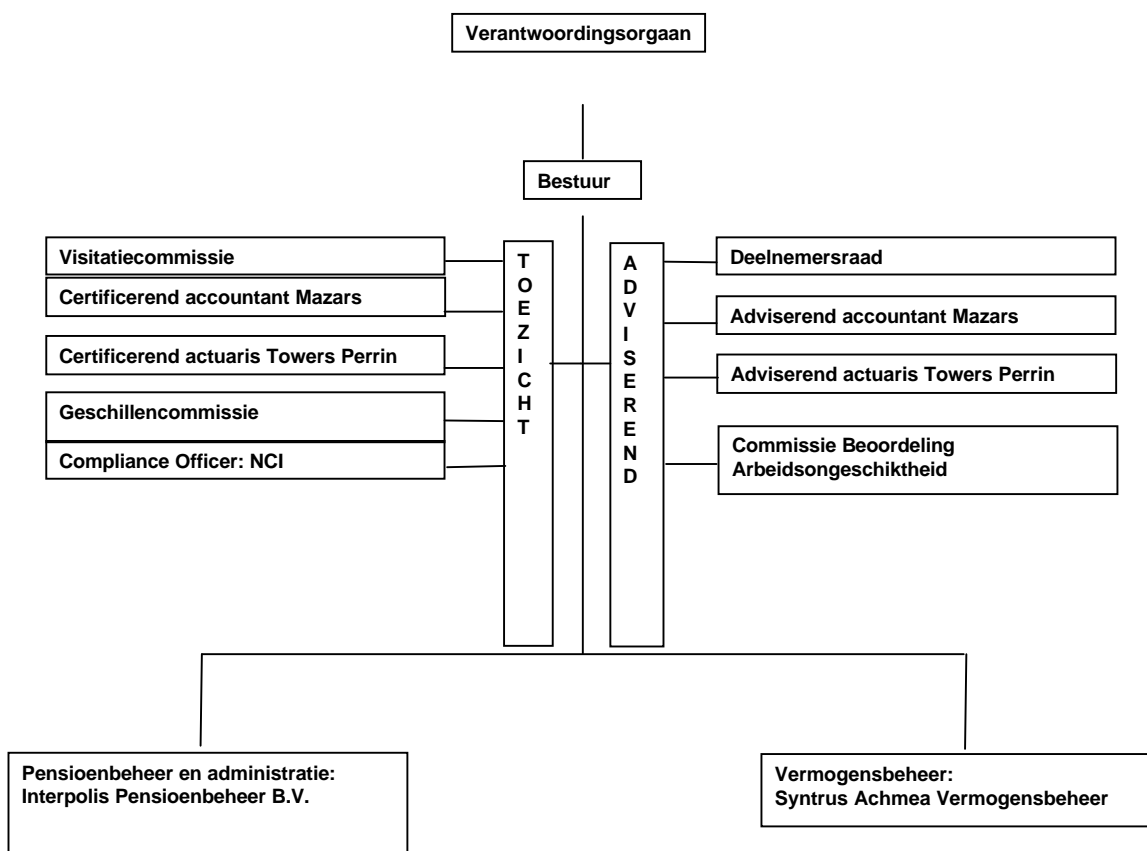 Verantwoordingsorgaan
Bestuur
Visitatiecommissie
Certificerend accountant Mazars
Certificerend actuaris Towers Perrin
Geschillencommissie
Compliance Officer: NCI
T
O
E
Z
I
C
H
T
A
D
V
I
S
E
R
E
N
D
Deelnemersraad
Adviserend accountant Mazars
Adviserend actuaris Towers Perrin
Commissie Beoordeling
Arbeidsongeschiktheid
Pensioenbeheer en administratie:
Interpolis Pensioenbeheer B.V.
Vermogensbeheer:
Syntrus Achmea Vermogensbeheer